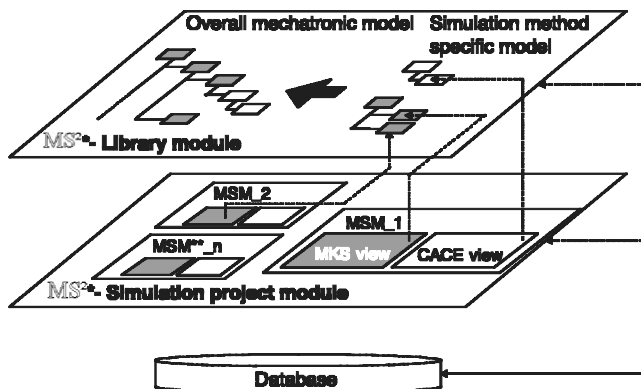 Overall mechatronic model
Simulation method
specific model
MS²*- Library module
MSM_2
MSM_1
MSM**_n
MKS view
CACE view
MS²*- Simulation project module
Database